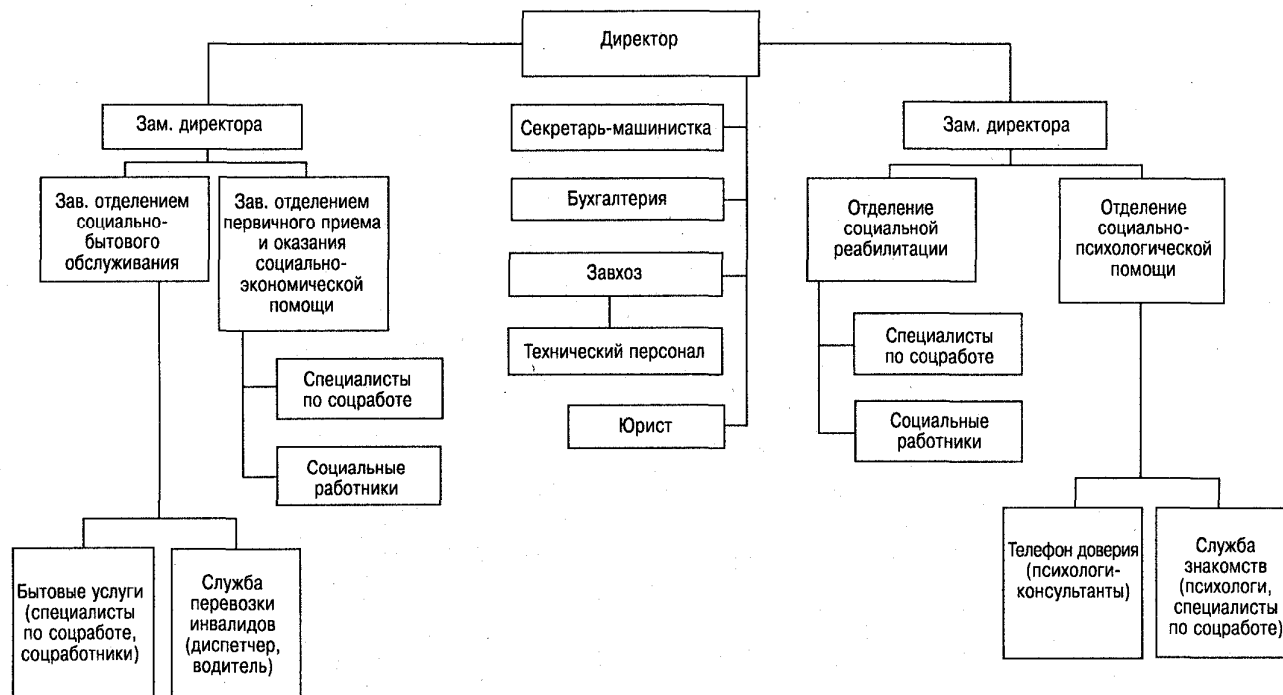 Директор
Зам. директора
Секретарь-машинистка
Зам. директора
Зав. отделением
социально-
бытового
обслуживания
Зав. отделением
первичного приема
и оказания
социально-
экономической
помощи
Бухгалтерия
Отделение
социальной
реабилитации
Отделение
социально-
психологической
помощи
Завхоз
Технический персонал
Специалисты
по соцработе
Специалисты
по соцработе
Юрист
Социальные
работники
Социальные
работники
Бытовые услуги
(специалисты
по соцработе,
соцработники)
Служба
перевозки
инвалидов
(диспетчер,
водитель)
Телефон доверия
(психологи-
консультанты)
Служба
знакомств
(психологи,
специалисты
по соцработе)